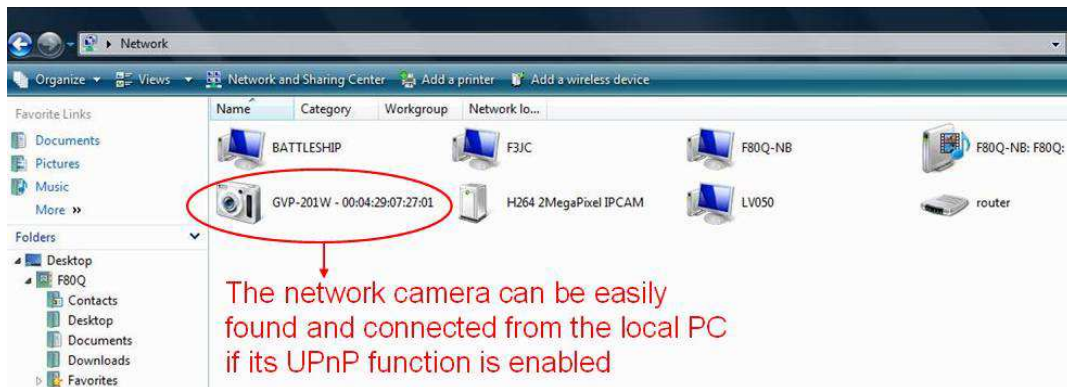 Network
Organize Views Network and Sharing Center Add a printer Add a wireless device
Favorite Links
Documents
Pictures
Music
More »
Folders
Desktop
F80Q
Contacts
Desktop
Documents
Downloads
Favorites
Name Category Workgroup Network lo...
BATTLESHIP F3JC F80Q-NB F80Q-NB: F80Q:
GVP-201W - 00:04:29:07:27:01 H264 2MegaPixel IPCAM LV050 router
The network camera can be easily
found and connected from the local PC
if its UPnP function is enabled